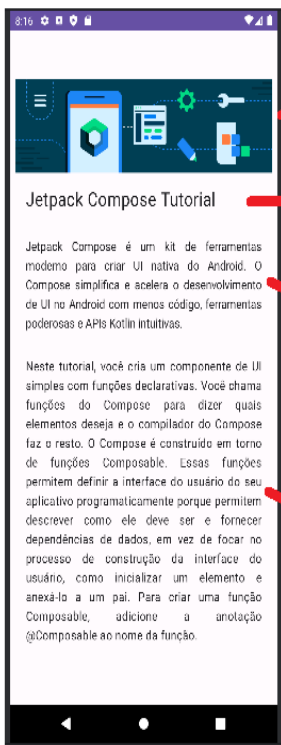 8:16
Jetpack Compose Tutorial
Jetpack Compose é um kit de ferramentas
moderno para criar UI nativa do Android. O
Compose simplifica e acelera o desenvolvimento
de UI no Android com menos código, ferramentas
poderosas e APIs Kotlin intuitivas.
Neste tutorial, você cria um componente de UI
simples com funções declarativas. Você chama
funções do Compose para dizer quais
elementos deseja e o compilador do Compose
faz o resto. O Compose é construído em torno
de funções Composable. Essas funções
permitem definir a interface do usuário do seu
aplicativo programaticamente porque permitem
descrever como ele deve ser e fornecer
dependências de dados, em vez de focar no
processo de construção da interface do
usuário, como inicializar um elemento e
anexá-lo a um pai. Para criar uma função
Composable, adicione a anotação
@Composable ao nome da função.